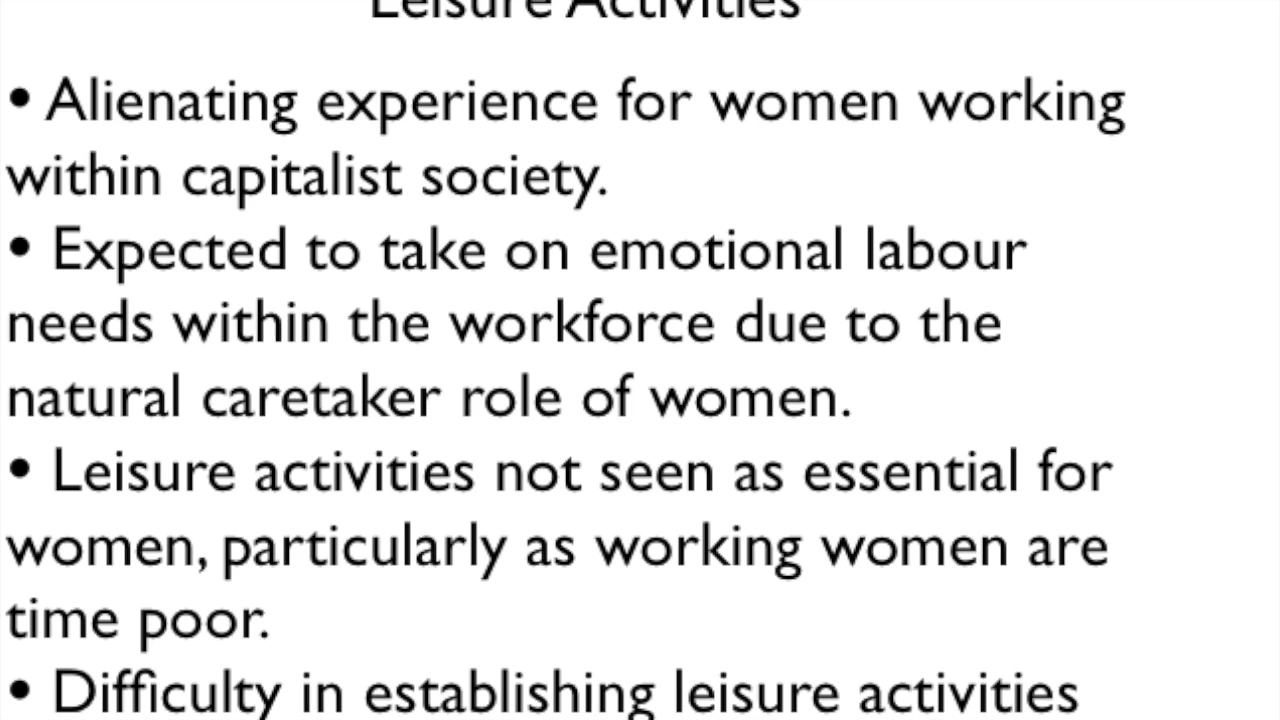 Leisure Activities
• Alienating experience for women working
within capitalist society.
• Expected to take on emotional labour
needs within the workforce due to the
natural caretaker role of women.
• Leisure activities not seen as essential for
women, particularly as working women are
time poor.
• Difficulty in establishing leisure activities